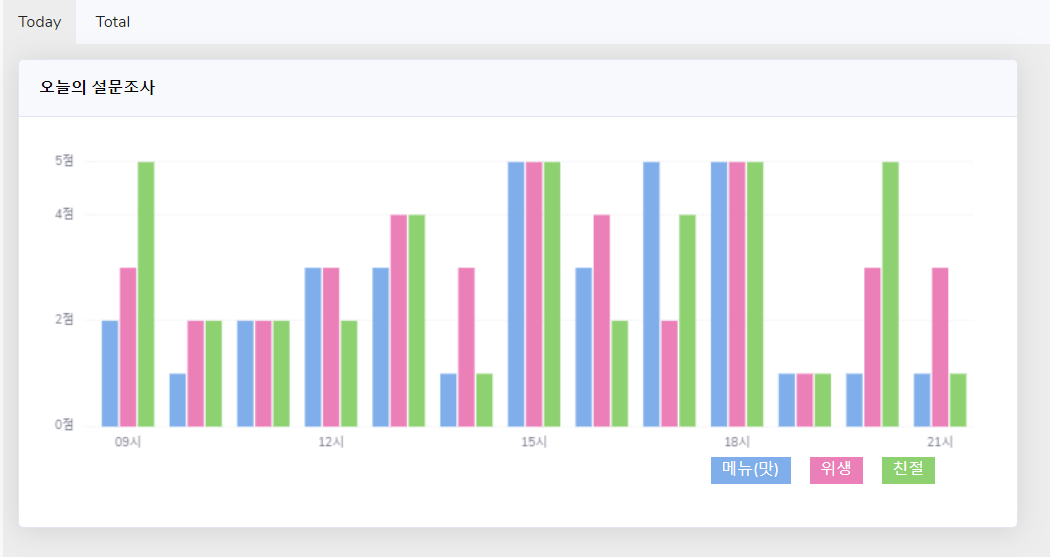 Today Total
오늘의 설문조사
5점
4점
2점
0점
09시 12시 15시 18시 21시
메뉴(맛) 위생 친절